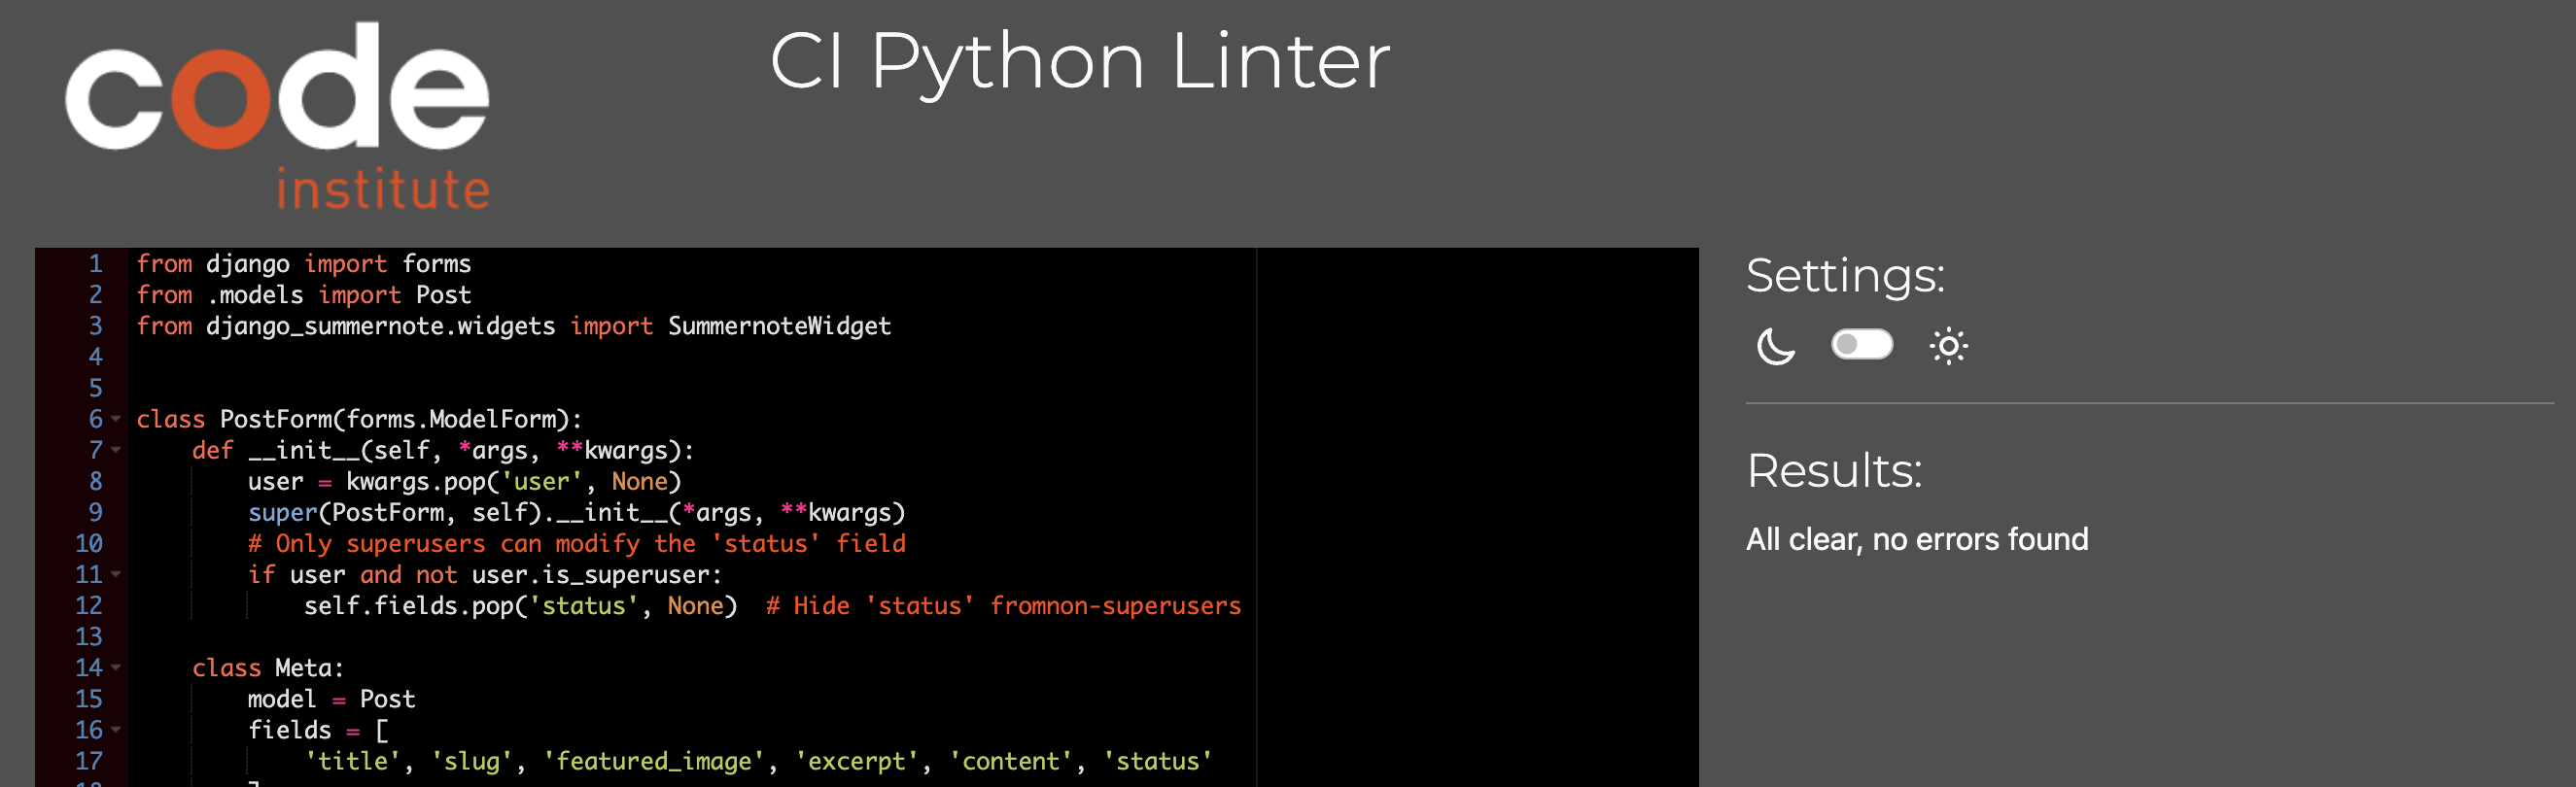 code
institute
CI Python Linter
1 from django import forms
2 from .models import Post
3 from django_summernote.widgets import SummernoteWidget
4
5
6 class PostForm(forms.ModelForm):
7     def __init__(self, *args, **kwargs):
8         user = kwargs.pop('user', None)
9         super(PostForm, self).__init__(*args, **kwargs)
10         # Only superusers can modify the 'status' field
11         if user and not user.is_superuser:
12             self.fields.pop('status', None)  # Hide 'status' fromnon-superusers
13
14     class Meta:
15         model = Post
16         fields = [
17             'title', 'slug', 'featured_image', 'excerpt', 'content', 'status'
18         ]
Settings:
Results:
All clear, no errors found